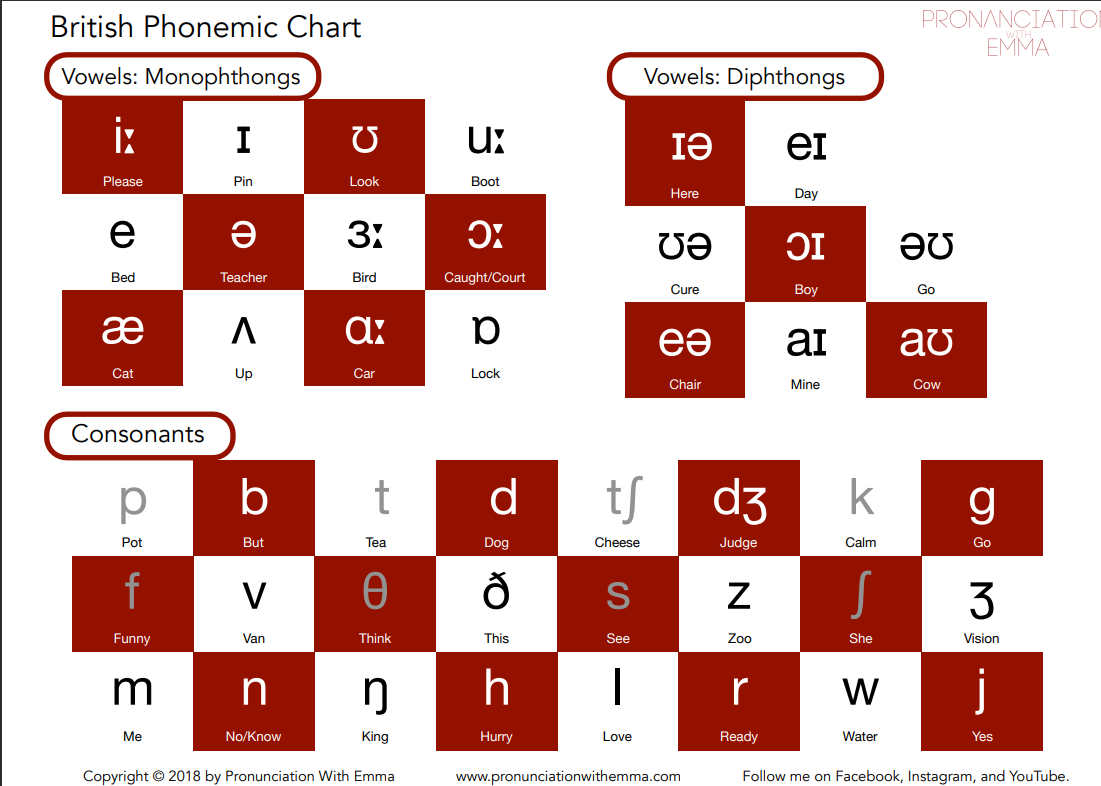 British Phonemic Chart
PRONANCIATIO
WITH
EMMA
Vowels: Monophthongs
Vowels: Diphthongs
iː ɪ ʊ uː
Please Pin Look Boot
e ə ɜː ɔː
Bed Teacher Bird Caught/Court
æ ʌ ɑː ɒ
Cat Up Car Lock
ɪə eɪ
Here Day
ʊə ɔɪ əʊ
Cure Boy Go
eə aɪ aʊ
Chair Mine Cow
Consonants
p b t d tʃ dʒ k g
Pot But Tea Dog Cheese Judge Calm Go
f v θ ð s z ʃ ʒ
Funny Van Think This See Zoo She Vision
m n ŋ h l r w j
Me No/Know King Hurry Love Ready Water Yes
Copyright © 2018 by Pronunciation With Emma www.pronunciationwithemma.com Follow me on Facebook, Instagram, and YouTube.